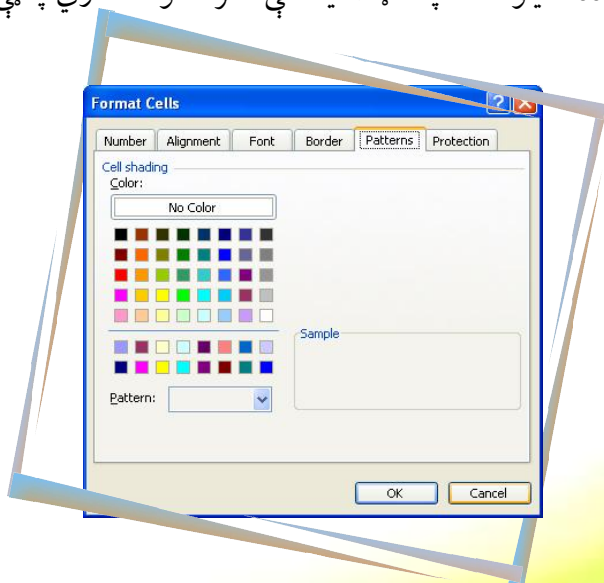 Format Cells
Number Alignment Font Border Patterns Protection
Cell shading
Color:
No Color
Sample
Pattern:
OK Cancel